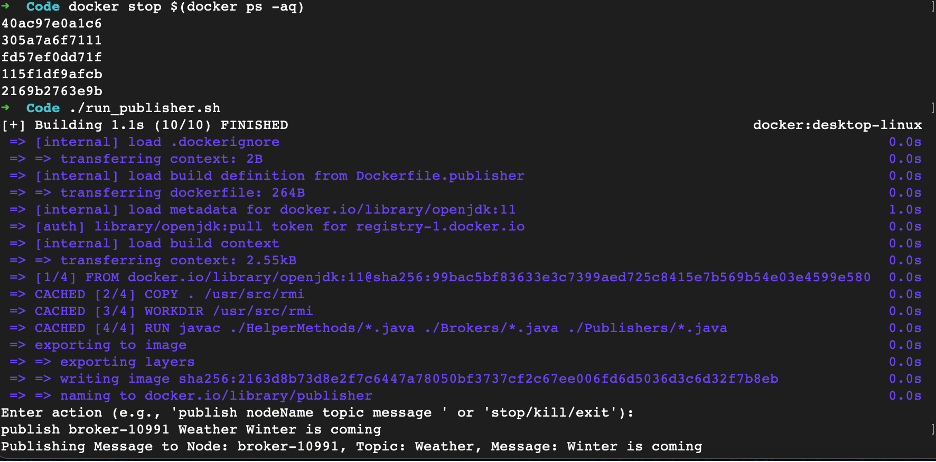 → Code docker stop $(docker ps -aq)
40ac97e0a1c6
305a7a6f7111
fd57ef0dd71f
115f1df9afcb
2169b2763e9b
→ Code ./run_publisher.sh
[+] Building 1.1s (10/10) FINISHED docker:desktop-linux
=> [internal] load .dockerignore 0.0s
=> => transferring context: 2B 0.0s
=> [internal] load build definition from Dockerfile.publisher 0.0s
=> => transferring dockerfile: 264B 0.0s
=> [internal] load metadata for docker.io/library/openjdk:11 1.0s
=> [auth] library/openjdk:pull token for registry-1.docker.io 0.0s
=> [internal] load build context 0.0s
=> => transferring context: 2.55kB 0.0s
=> [1/4] FROM docker.io/library/openjdk:11@sha256:99bac5bf83633e3c7399aed725c8415e7b569b54e03e4599e580 0.0s
=> CACHED [2/4] COPY . /usr/src/rmi 0.0s
=> CACHED [3/4] WORKDIR /usr/src/rmi 0.0s
=> CACHED [4/4] RUN javac ./HelperMethods/*.java ./Brokers/*.java ./Publishers/*.java 0.0s
=> exporting to image 0.0s
=> => exporting layers 0.0s
=> => writing image sha256:2163d8b73d8e2f7c6447a78050bf3737cf2c67ee006fd6d5036d3c6d32f7b8eb 0.0s
=> => naming to docker.io/library/publisher 0.0s
Enter action (e.g., 'publish nodeName topic message ' or 'stop/kill/exit'):
publish broker-10991 Weather Winter is coming
Publishing Message to Node: broker-10991, Topic: Weather, Message: Winter is coming